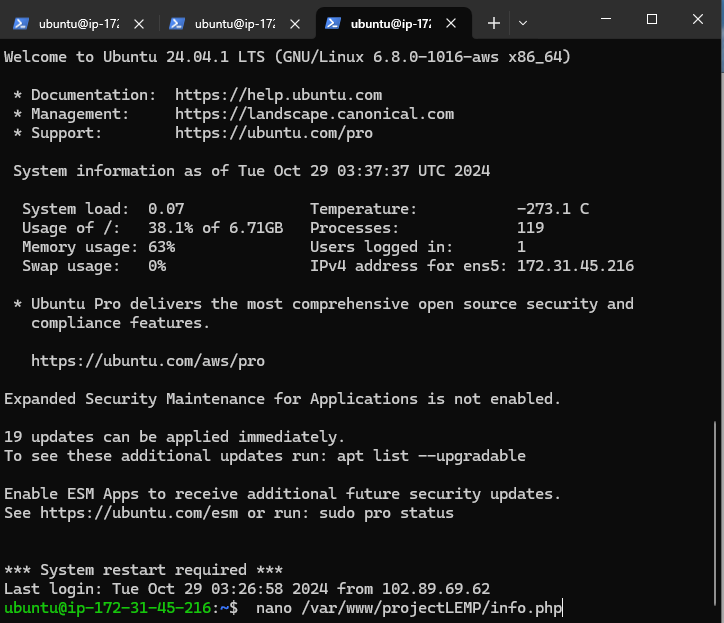 ubuntu@ip-172 ubuntu@ip-172 ubuntu@ip-172
Welcome to Ubuntu 24.04.1 LTS (GNU/Linux 6.8.0-1016-aws x86_64)
* Documentation:  https://help.ubuntu.com
* Management:     https://landscape.canonical.com
* Support:        https://ubuntu.com/pro
System information as of Tue Oct 29 03:37:37 UTC 2024
System load:  0.07              Temperature:           -273.1 C
Usage of /:   38.1% of 6.71GB   Processes:             119
Memory usage: 63%               Users logged in:       1
Swap usage:   0%                IPv4 address for ens5: 172.31.45.216
* Ubuntu Pro delivers the most comprehensive open source security and
compliance features.
https://ubuntu.com/aws/pro
Expanded Security Maintenance for Applications is not enabled.
19 updates can be applied immediately.
To see these additional updates run: apt list --upgradable
Enable ESM Apps to receive additional future security updates.
See https://ubuntu.com/esm or run: sudo pro status
*** System restart required ***
Last login: Tue Oct 29 03:26:58 2024 from 102.89.69.62
ubuntu@ip-172-31-45-216:~$  nano /var/www/projectLEMP/info.php